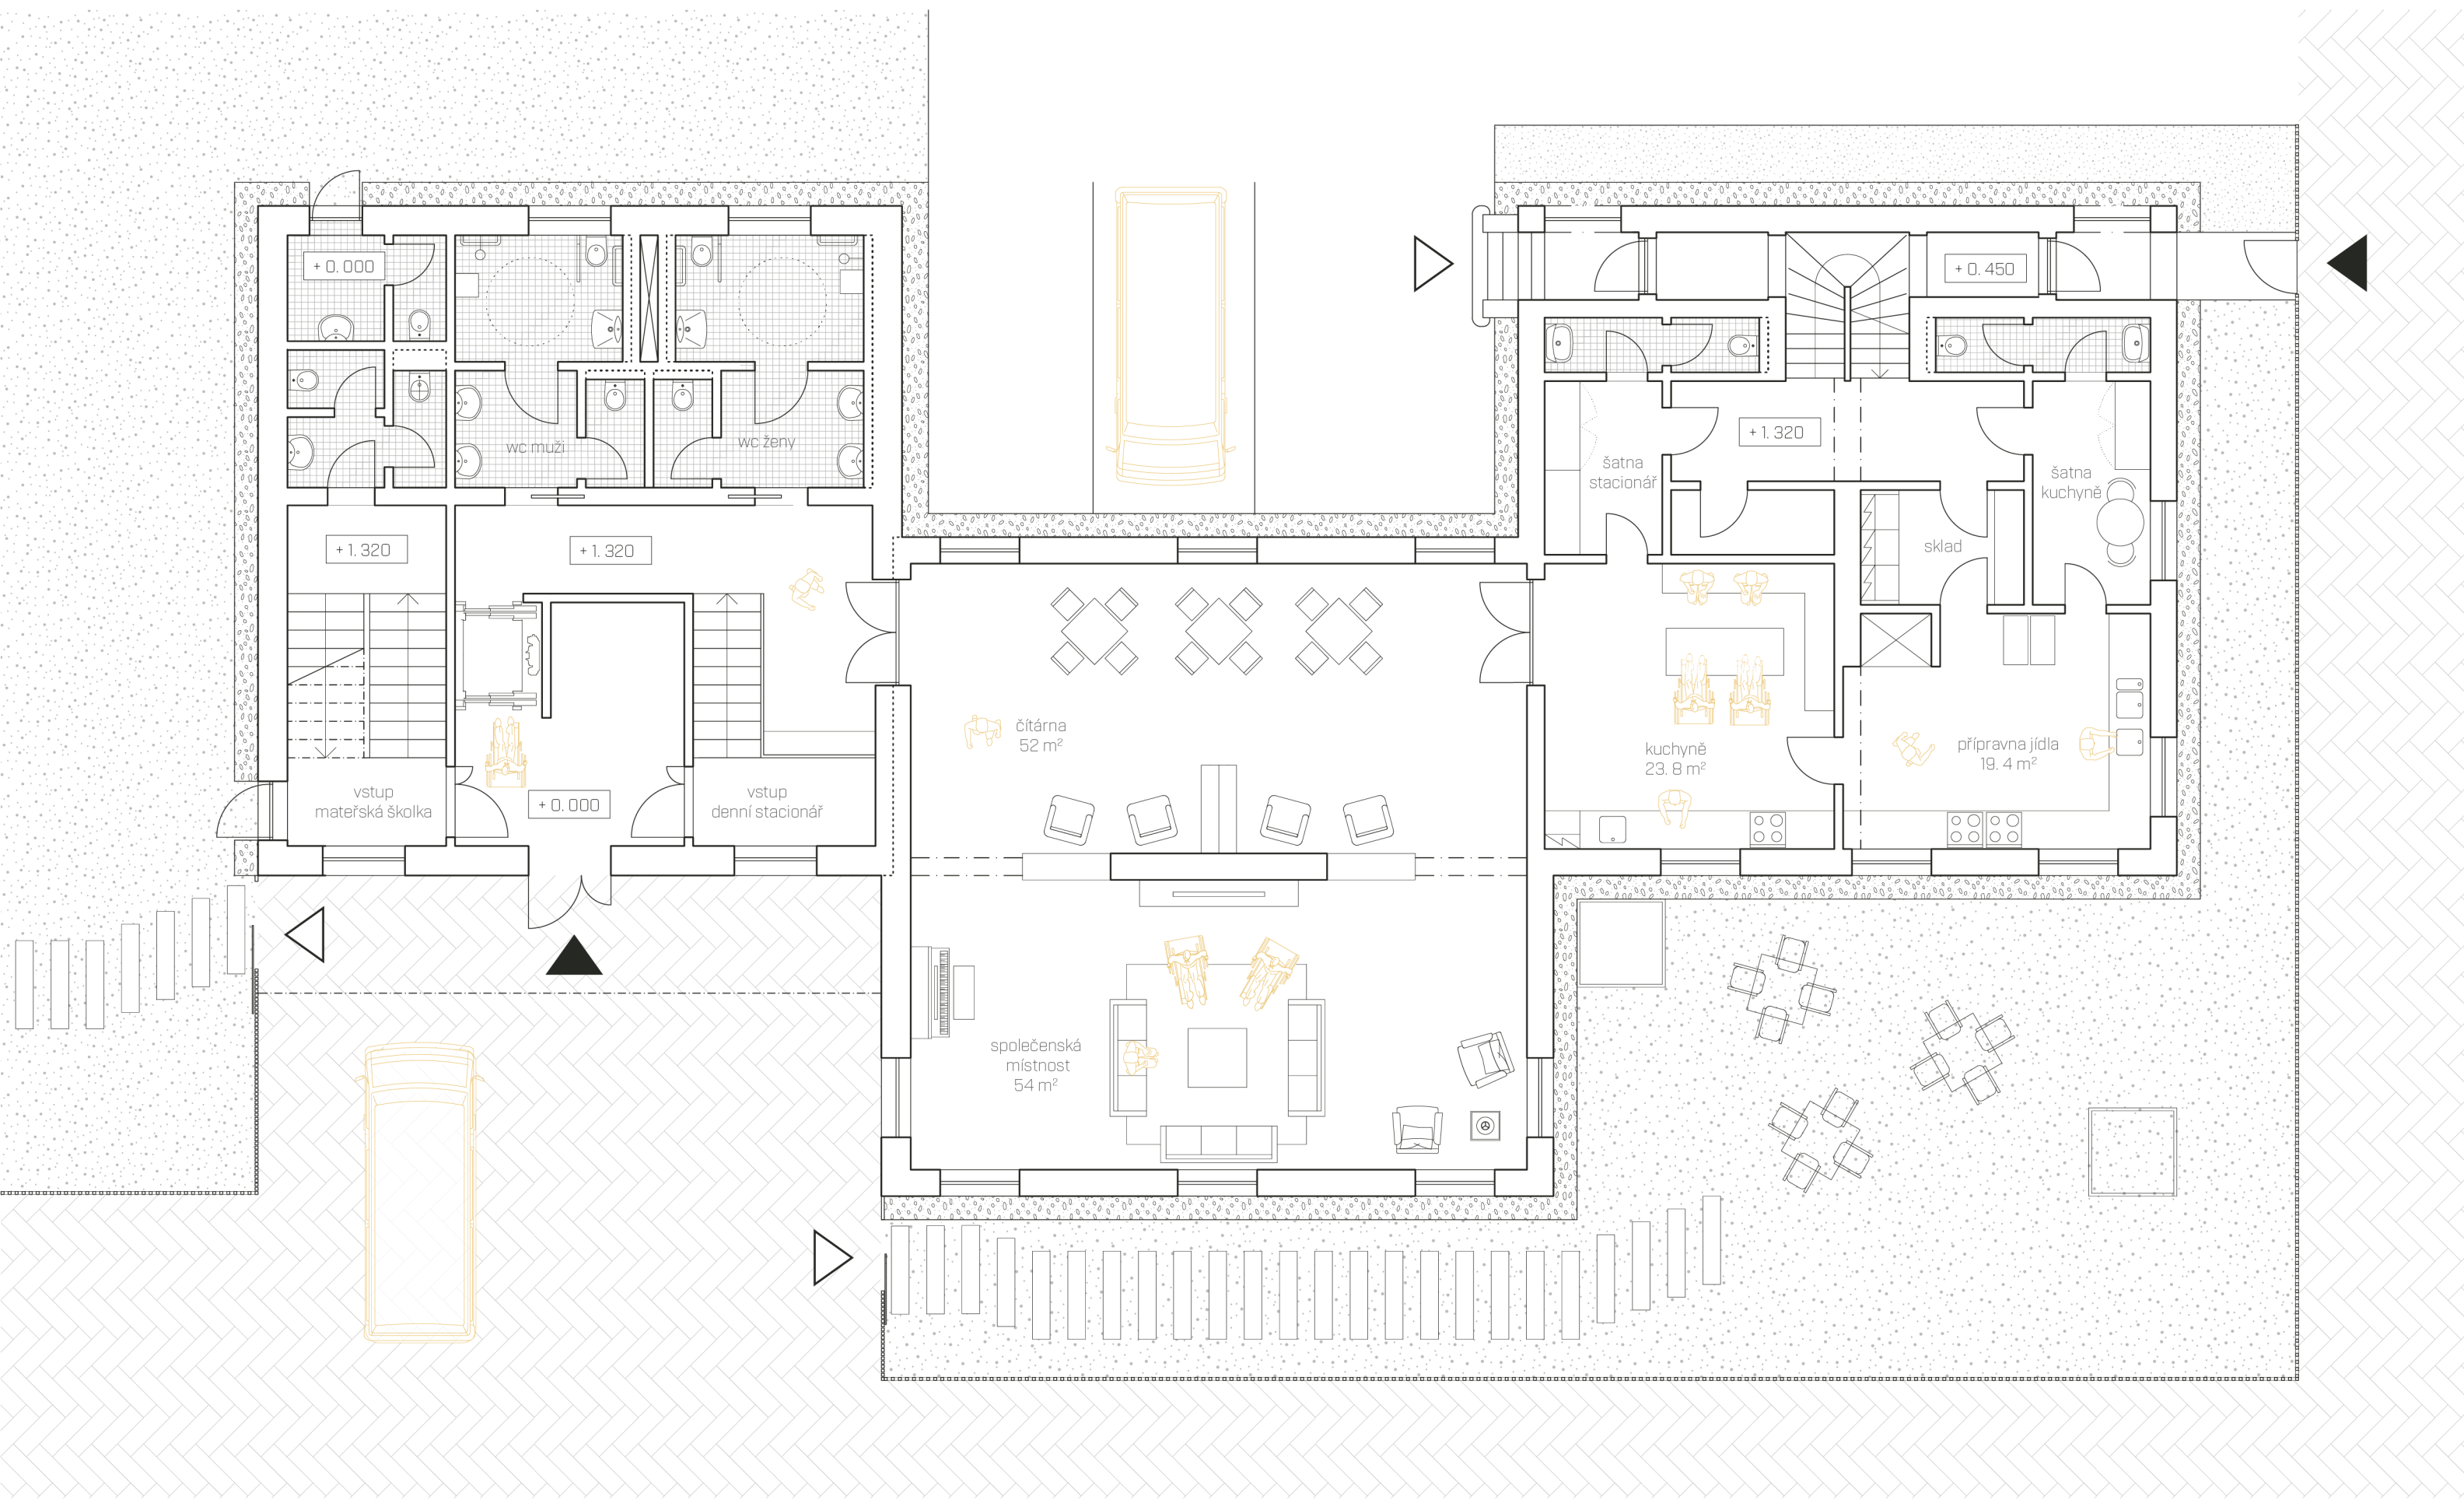 + 0. 000
+ 0. 450
wc muži
wc ženy
+ 1. 320
šatna
stacionář
šatna
kuchyně
+ 1. 320
+ 1. 320
sklad
čítárna
52 m²
kuchyně
23. 8 m²
přípravna jídla
19. 4 m²
vstup
mateřská školka
+ 0. 000
vstup
denní stacionář
společenská
místnost
54 m²